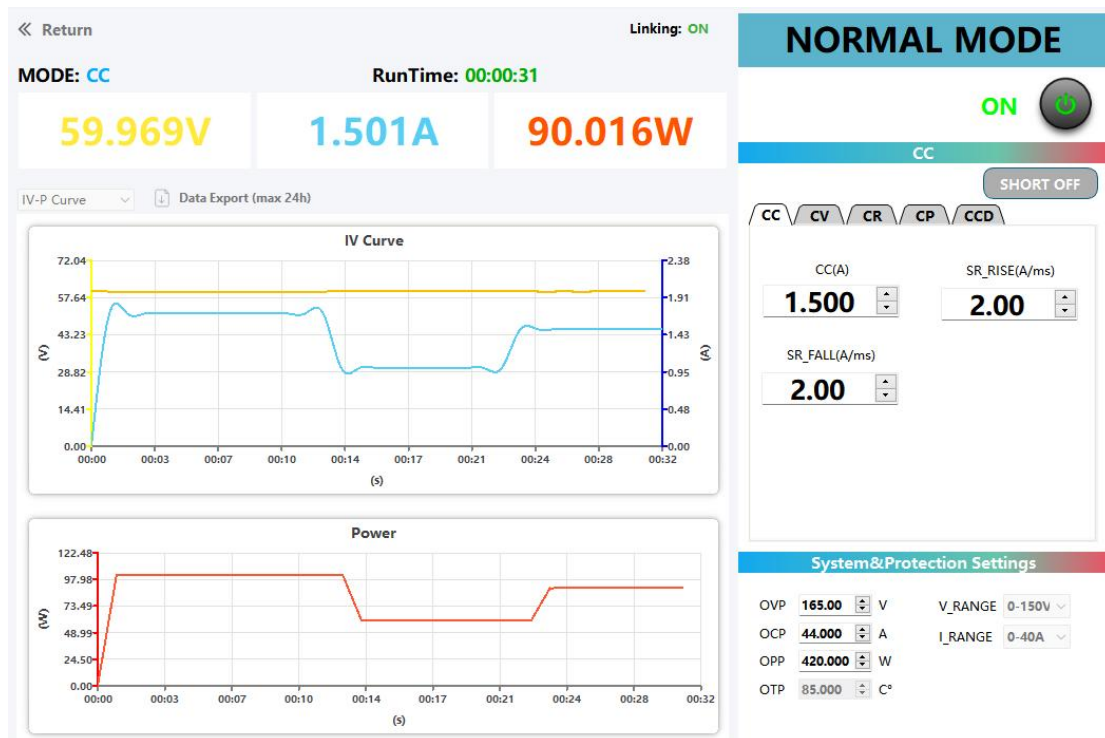 Return
Linking: ON
NORMAL MODE
MODE: CC
RunTime: 00:00:31
ON
59.969V
1.501A
90.016W
CC
SHORT OFF
IV-P Curve
Data Export (max 24h)
CC
CV
CR
CP
CCD
IV Curve
72.04
57.64
43.23
28.82
14.41
0.00
(V)
2.38
1.91
1.43
0.95
0.48
0.00
(A)
00:00
00:03
00:07
00:10
00:14
00:17
00:21
00:24
00:28
00:32
(s)
CC(A)
1.500
SR_RISE(A/ms)
2.00
SR_FALL(A/ms)
2.00
Power
122.48
97.98
73.49
48.99
24.50
0.00
(W)
00:00
00:03
00:07
00:10
00:14
00:17
00:21
00:24
00:28
00:32
(s)
System&Protection Settings
OVP 165.00 V
V_RANGE 0-150V
OCP 44.000 A
I_RANGE 0-40A
OPP 420.000 W
OTP 85.000 C°